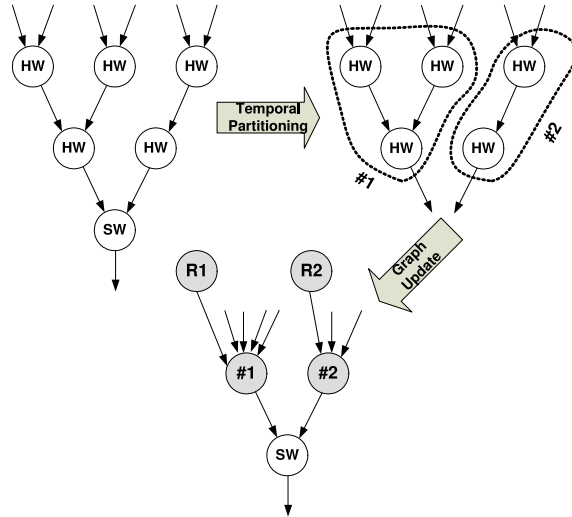 HW HW HW
HW HW
SW
Temporal
Partitioning
HW HW HW
HW HW
#1
#2
Graph
Update
R1 R2
#1 #2
SW